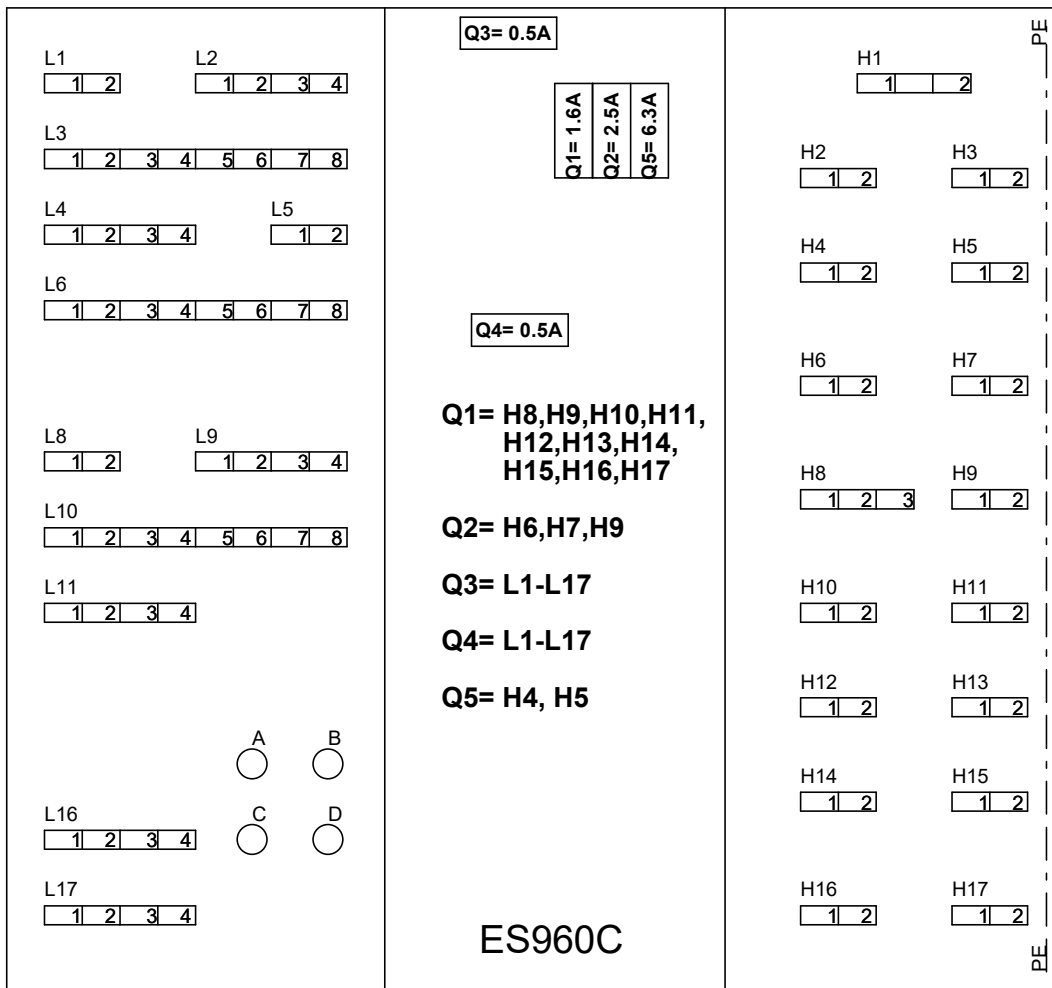 L1 L2
1 2 1 2 3 4
L3
1 2 3 4 5 6 7 8
L4 L5
1 2 3 4 1 2
L6
1 2 3 4 5 6 7 8
L8 L9
1 2 1 2 3 4
L10
1 2 3 4 5 6 7 8
L11
1 2 3 4
A B
L16 C D
1 2 3 4
L17
1 2 3 4
Q3= 0.5A
Q1= 1.6A
Q2= 2.5A
Q5= 6.3A
Q4= 0.5A
Q1= H8,H9,H10,H11,
H12,H13,H14,
H15,H16,H17
Q2= H6,H7,H9
Q3= L1-L17
Q4= L1-L17
Q5= H4, H5
ES960C
PE
H1
1 2
H2 H3
1 2 1 2
H4 H5
1 2 1 2
H6 H7
1 2 1 2
H8 H9
1 2 3 1 2
H10 H11
1 2 1 2
H12 H13
1 2 1 2
H14 H15
1 2 1 2
H16 H17
1 2 1 2
PE